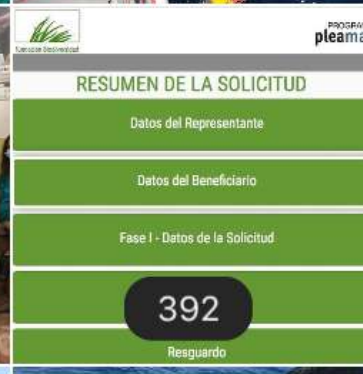 PROGRAMA
pleamar
Fundación Biodiversidad
RESUMEN DE LA SOLICITUD
Datos del Representante
Datos del Beneficiario
Fase I - Datos de la Solicitud
392
Resguardo